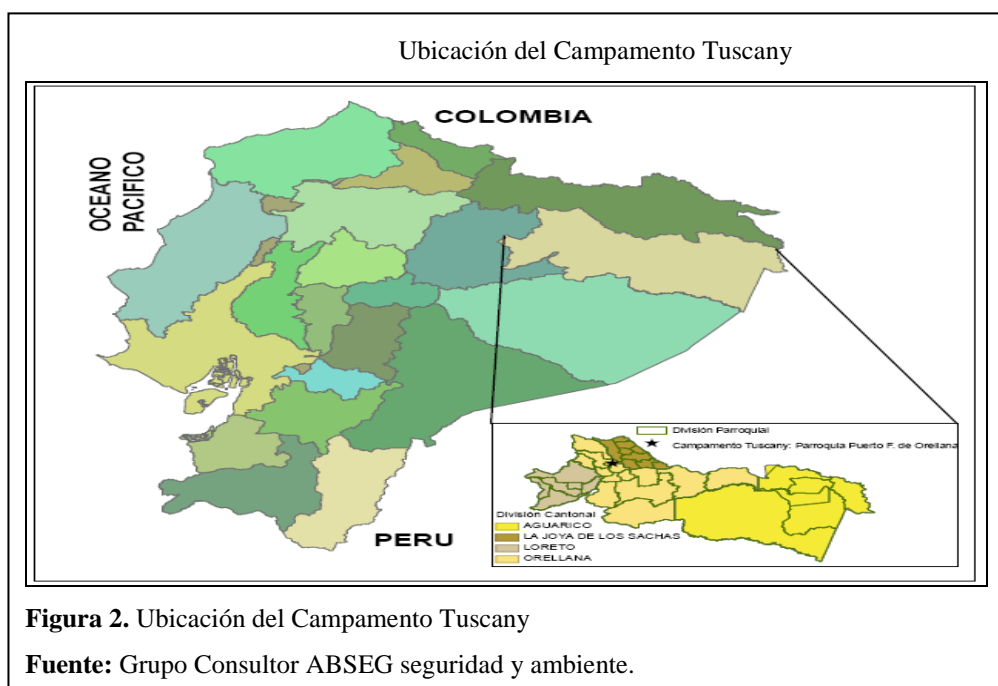 Ubicación del Campamento Tuscany
COLOMBIA
OCEANO
PACIFICO
PERU
División Parroquial
Campamento Tuscany: Parroquia Puerto F. de Orellana
División Cantonal
AGUARICO
LA JOYA DE LOS SACHAS
LORETO
ORELLANA
Figura 2. Ubicación del Campamento Tuscany
Fuente: Grupo Consultor ABSEG seguridad y ambiente.